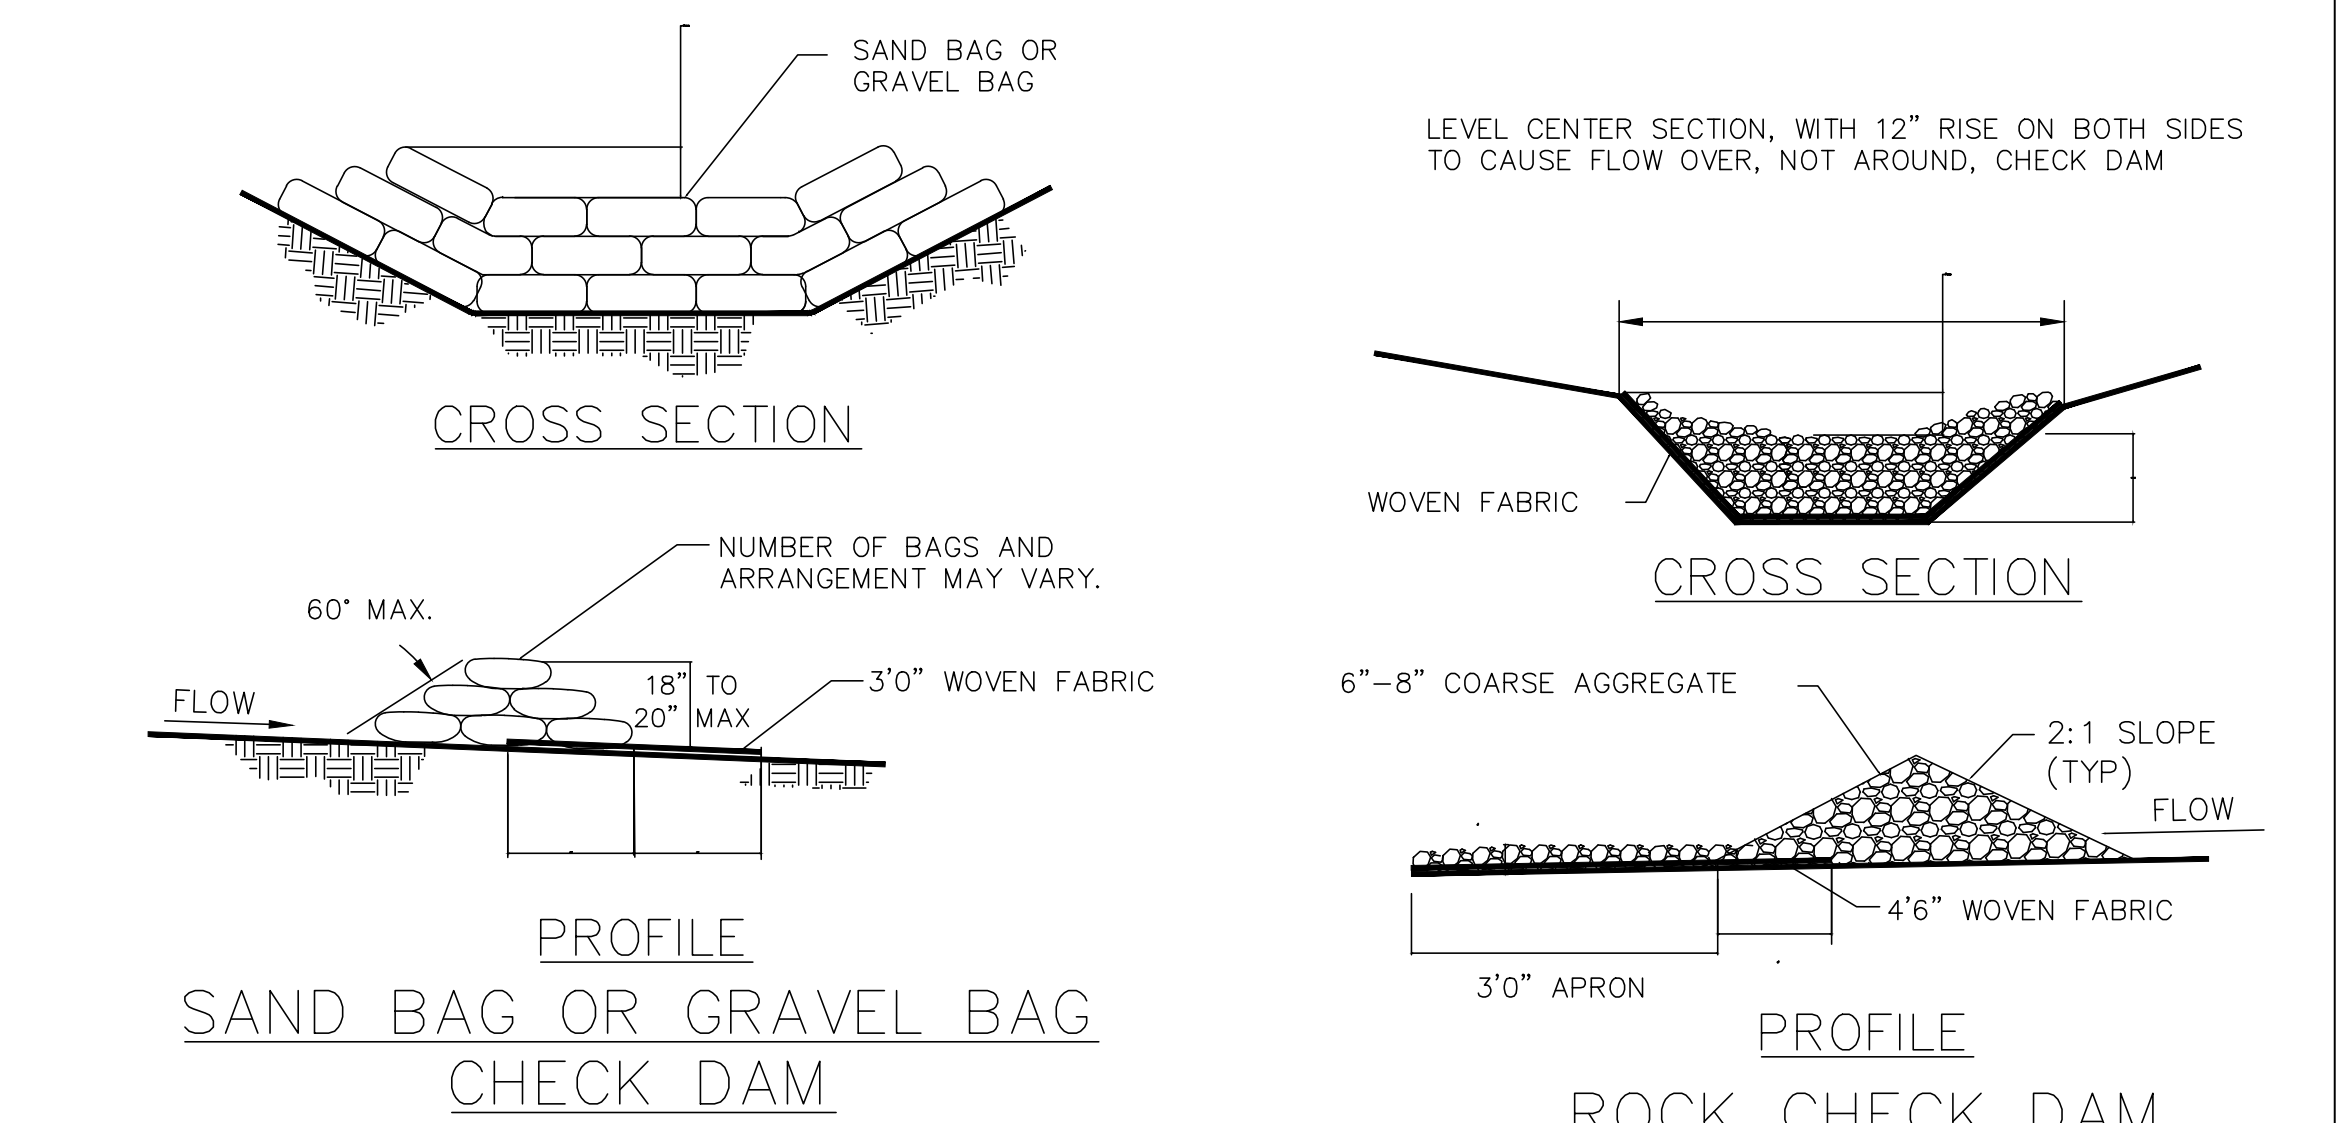 SAND BAG OR
GRAVEL BAG
CROSS SECTION
NUMBER OF BAGS AND
ARRANGEMENT MAY VARY.
60° MAX.
18" TO
20" MAX
3'0" WOVEN FABRIC
FLOW
PROFILE
SAND BAG OR GRAVEL BAG
CHECK DAM
LEVEL CENTER SECTION, WITH 12" RISE ON BOTH SIDES
TO CAUSE FLOW OVER, NOT AROUND, CHECK DAM
WOVEN FABRIC
CROSS SECTION
6"-8" COARSE AGGREGATE
2:1 SLOPE
(TYP)
FLOW
4'6" WOVEN FABRIC
3'0" APRON
PROFILE
ROCK CHECK DAM